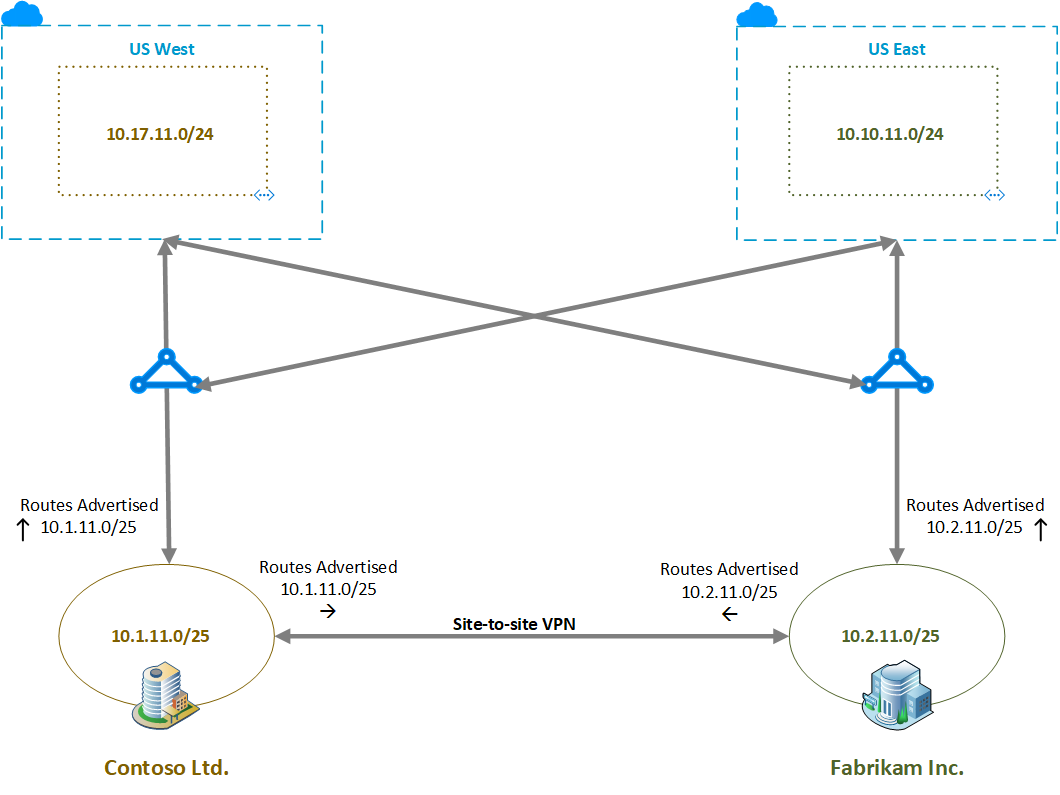 US West
US East
10.17.11.0/24
10.10.11.0/24
Routes Advertised
10.1.11.0/25
Routes Advertised
10.2.11.0/25
Routes Advertised
10.1.11.0/25
Routes Advertised
10.2.11.0/25
Site-to-site VPN
10.1.11.0/25
10.2.11.0/25
Contoso Ltd.
Fabrikam Inc.